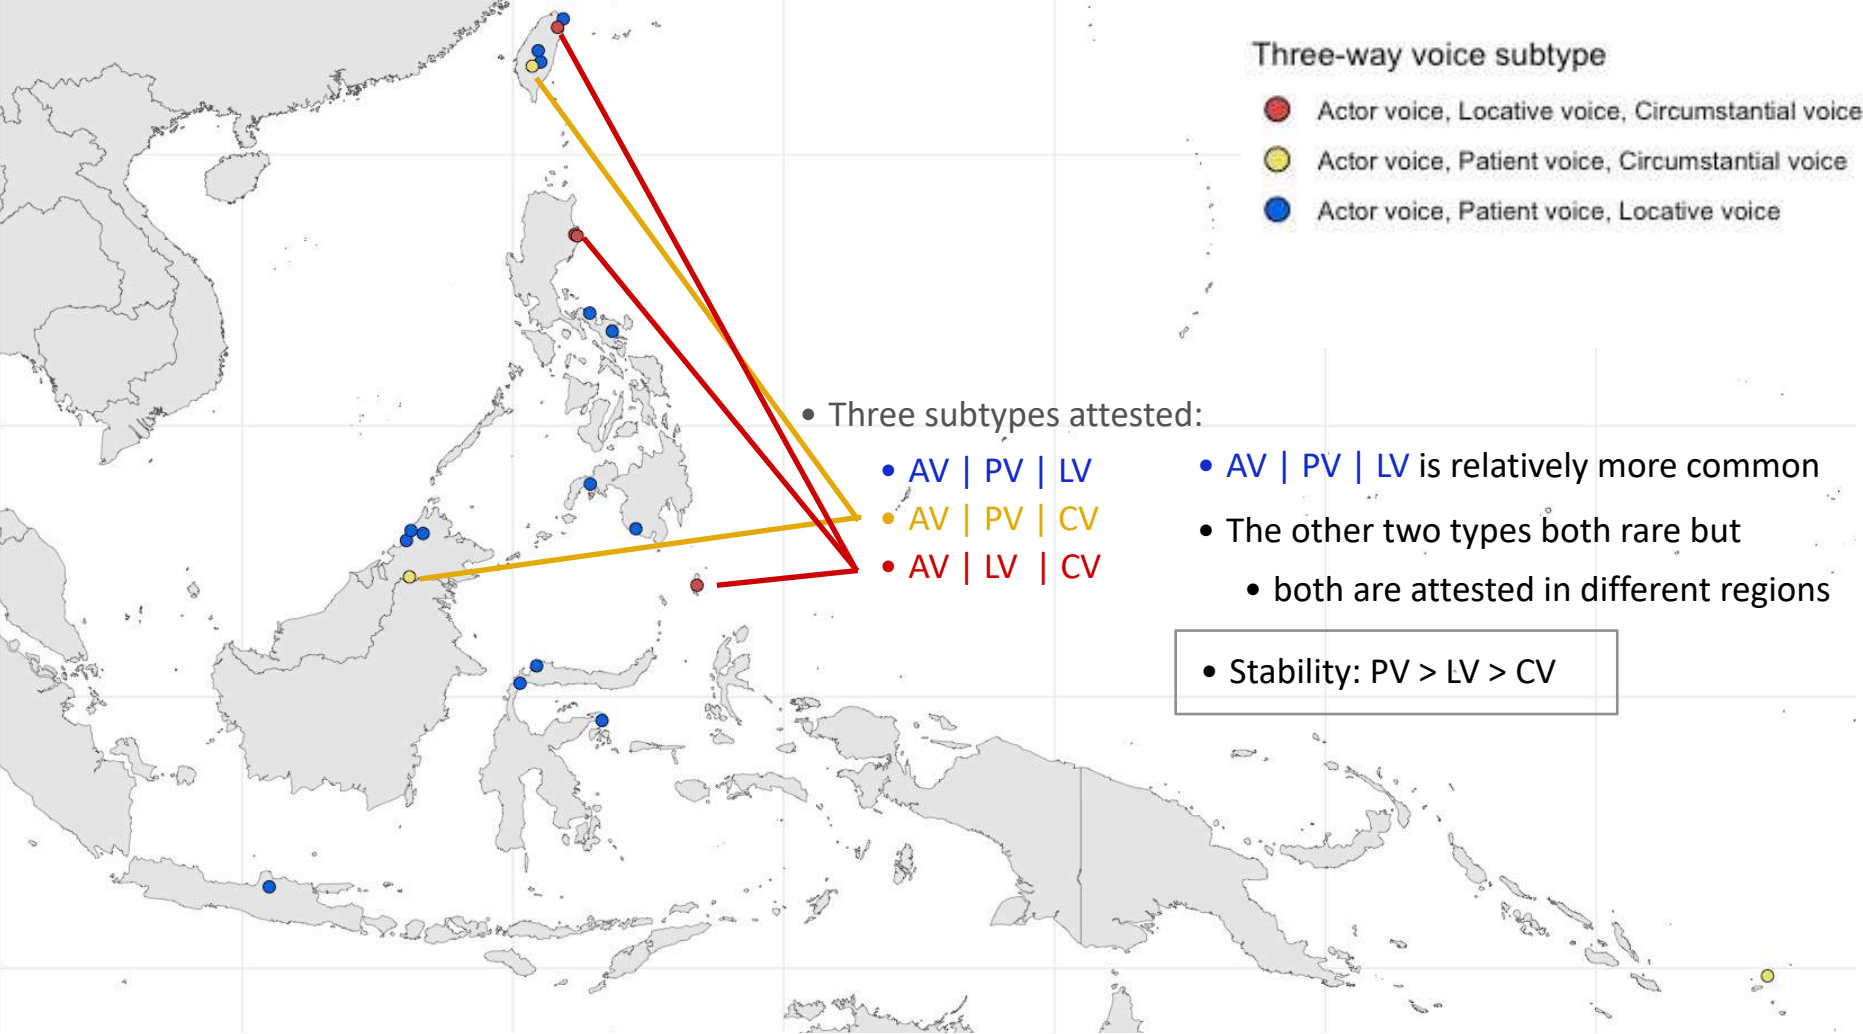 Three-way voice subtype
Actor voice, Locative voice, Circumstantial voice
Actor voice, Patient voice, Circumstantial voice
Actor voice, Patient voice, Locative voice
• Three subtypes attested:
• AV | PV | LV
• AV | PV | CV
• AV | LV | CV
• AV | PV | LV is relatively more common
• The other two types both rare but
• both are attested in different regions
• Stability: PV > LV > CV